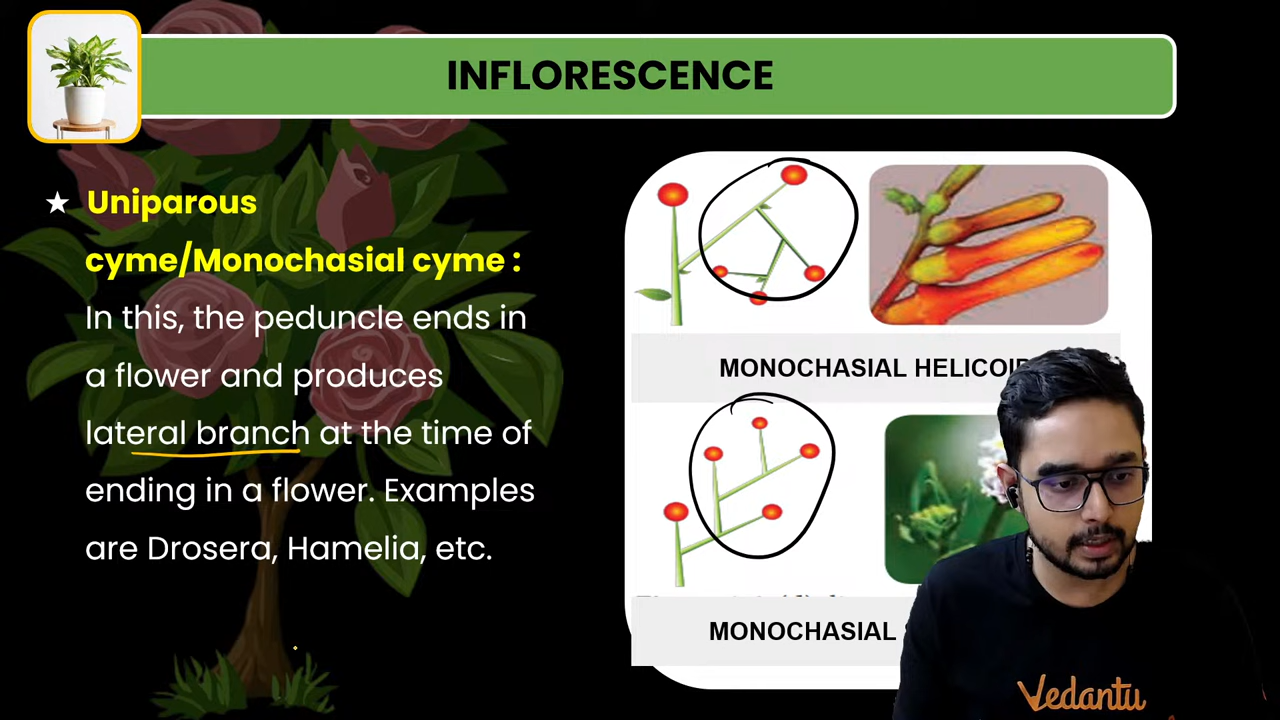 INFLORESCENCE
★ Uniparous
cyme/Monochasial cyme :
In this, the peduncle ends in
a flower and produces
lateral branch at the time of
ending in a flower. Examples
are Drosera, Hamelia, etc.
MONOCHASIAL
MONOCHASIAL
Vedantu